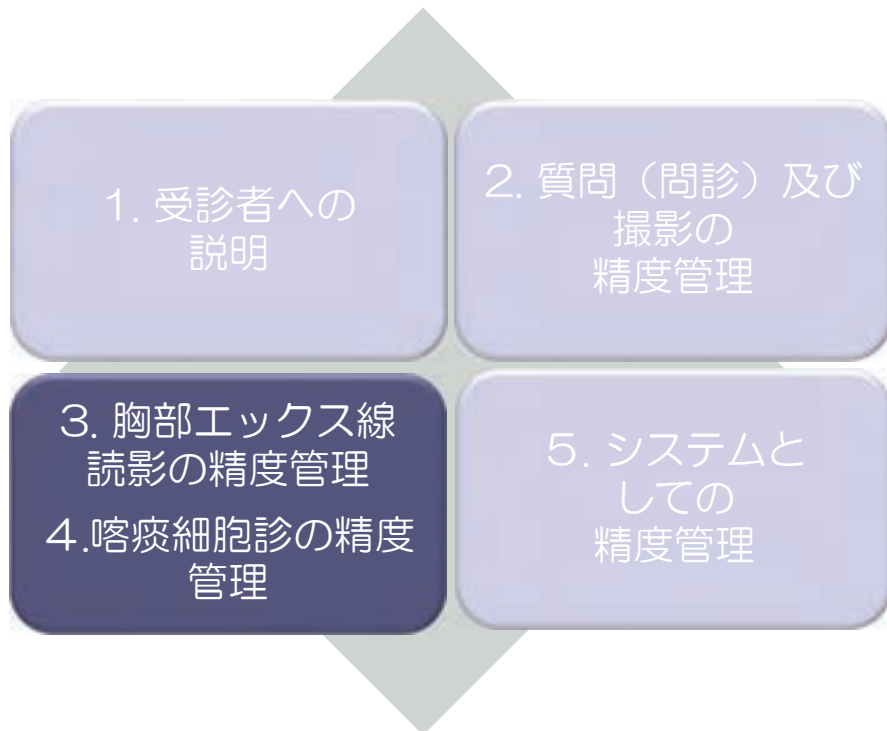 1. 受診者への
説明
2. 質問（問診）及び
撮影の
精度管理
3. 胸部エックス線
読影の精度管理
４.喀痰細胞診の精度
管理
５. システムと
しての
精度管理